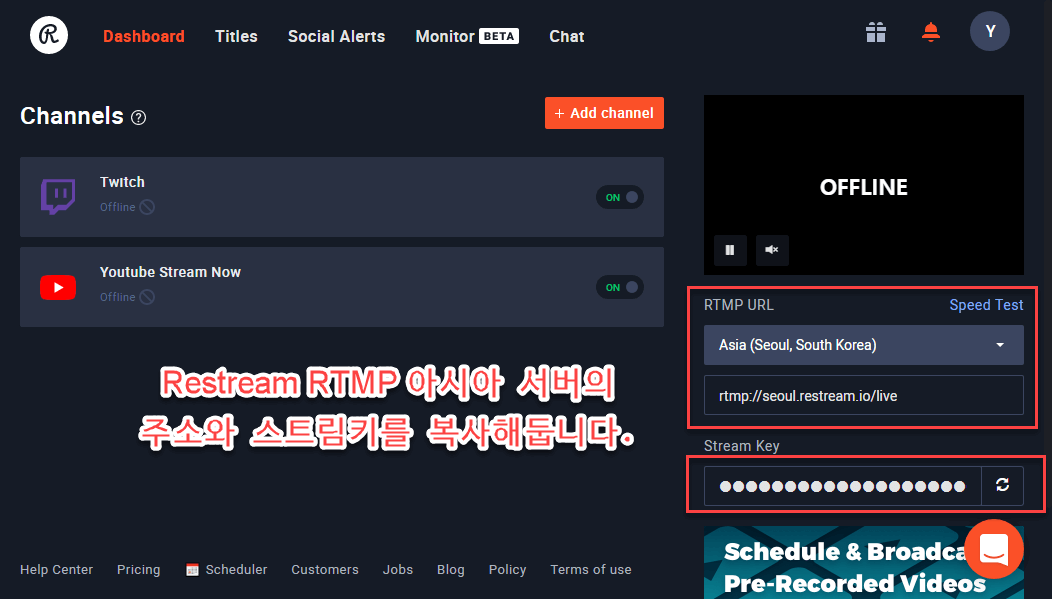 R
Dashboard
Titles
Social Alerts
Monitor BETA
Chat
Y
Channels ?
+ Add channel
Twitch
Offline
ON
Youtube Stream Now
Offline
ON
Restream RTMP 아시아 서버의
주소와 스트림키를 복사해둡니다.
OFFLINE
RTMP URL
Speed Test
Asia (Seoul, South Korea)
rtmp://seoul.restream.io/live
Stream Key
Schedule & Broadca
Pre-Recorded Videos
Help Center
Pricing
Scheduler
Customers
Jobs
Blog
Policy
Terms of use